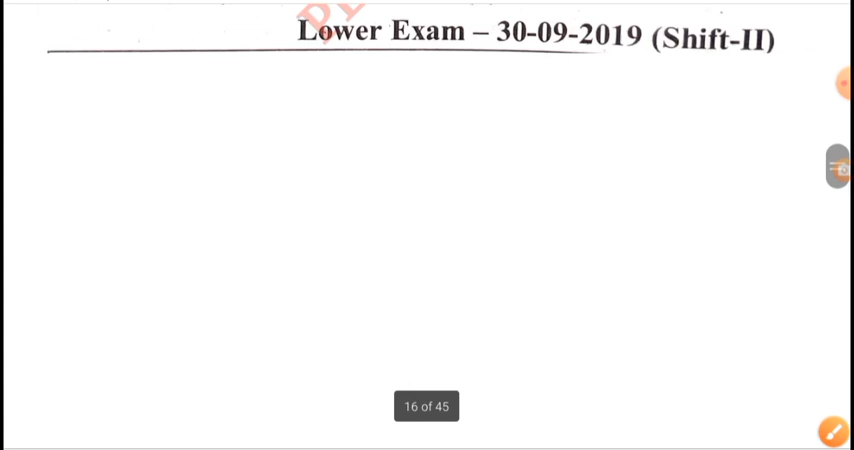 Lower Exam – 30-09-2019 (Shift-II)
16 of 45